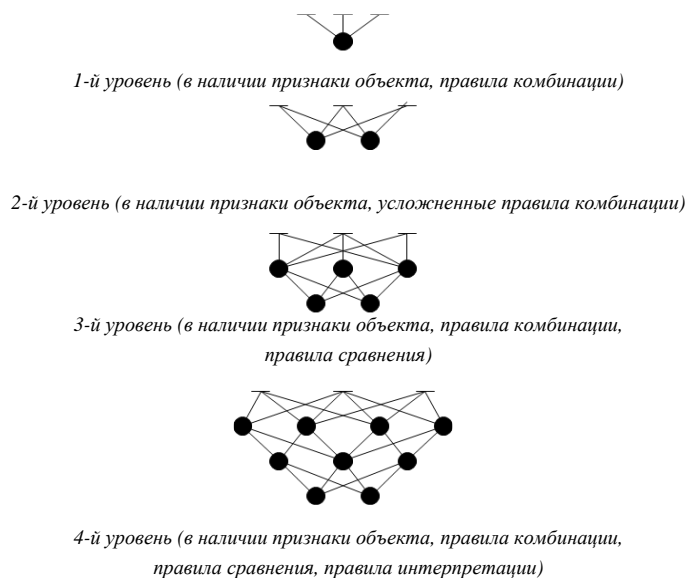 1-й уровень (в наличии признаки объекта, правила комбинации)
2-й уровень (в наличии признаки объекта, усложненные правила комбинации)
3-й уровень (в наличии признаки объекта, правила комбинации,
правила сравнения)
4-й уровень (в наличии признаки объекта, правила комбинации,
правила сравнения, правила интерпретации)